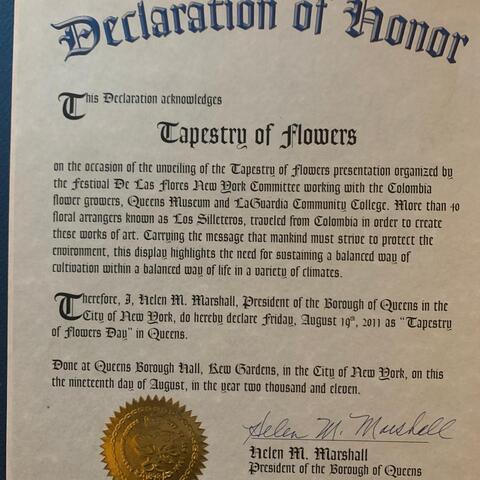 Declaration of Honor
This Declaration acknowledges
Tapestry of Flowers
on the occasion of the unveiling of the Tapestry of Flowers presentation organized by
the Festival De Las Flores New York Committee working with the Colombia
flower growers, Queens Museum and LaGuardia Community College. More than 40
floral arrangers known as Los Silleteros, traveled from Colombia in order to create
these works of art. Carrying the message that mankind must strive to protect the
environment, this display highlights the need for sustaining a balanced way of
cultivation within a balanced way of life in a variety of climates.
Therefore, I, Helen M. Marshall, President of the Borough of Queens in the
City of New York, do hereby declare Friday, August 19th, 2011 as "Tapestry
of Flowers Day" in Queens.
Done at Queens Borough Hall, Kew Gardens, in the City of New York, on this
the nineteenth day of August, in the year two thousand and eleven.
Helen M. Marshall
Helen M. Marshall
President of the Borough of Queens